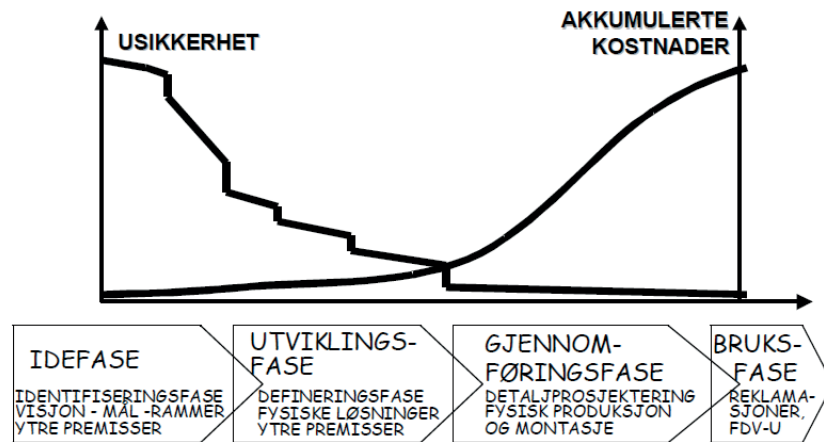 USIKKERHET
AKKUMULERTE
KOSTNADER
IDEFASE
IDENTIFISERINGSFASE
VISJON - MÅL -RAMMER
YTRE PREMISSER
UTVIKLINGS-
FASE
DEFINERINGSFASE
FYSISKE LØSNINGER
YTRE PREMISSER
GJENNOM-
FØRINGSFASE
DETALJPROSJEKTERING
FYSISK PRODUKSJON
OG MONTASJE
BRUKS-
FASE
REKLAMA-
SJONER,
FDV-U